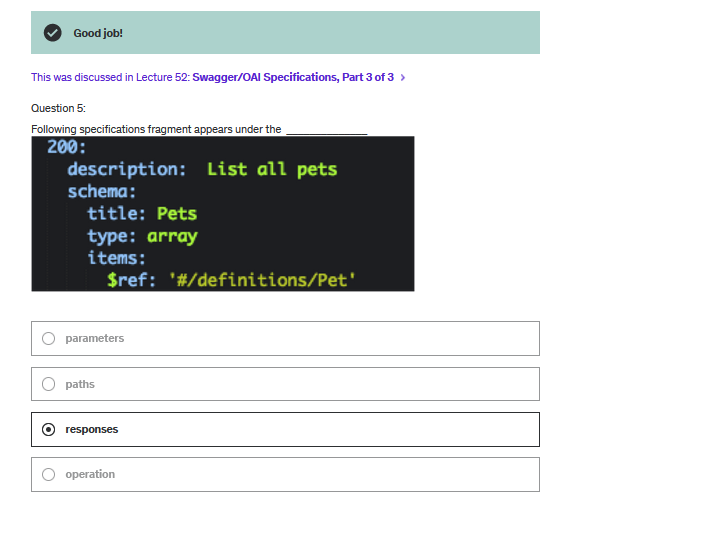 Good job!
This was discussed in Lecture 52: Swagger/OAI Specifications, Part 3 of 3 >
Question 5:
Following specifications fragment appears under the _______________
200:
description: List all pets
schema:
title: Pets
type: array
items:
$ref: '#/definitions/Pet'
parameters
paths
responses
operation